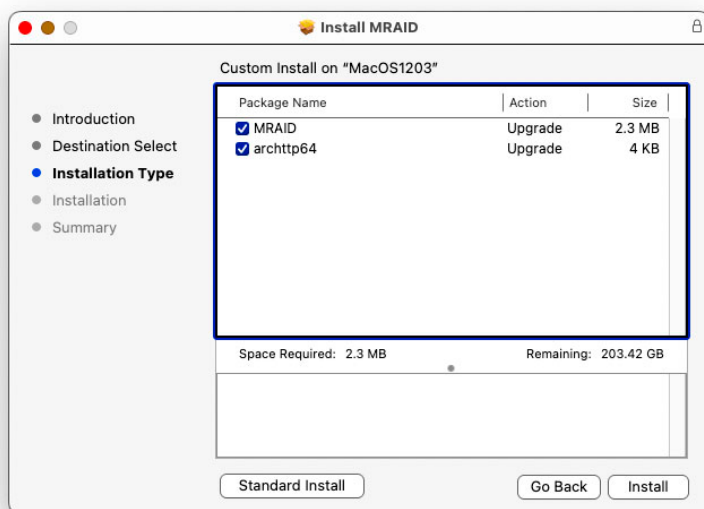 Install MRAID
Custom Install on “MacOS1203”
Introduction
Destination Select
Installation Type
Installation
Summary
Package Name Action Size
MRAID Upgrade 2.3 MB
archttp64 Upgrade 4 KB
Space Required: 2.3 MB Remaining: 203.42 GB
Standard Install Go Back Install